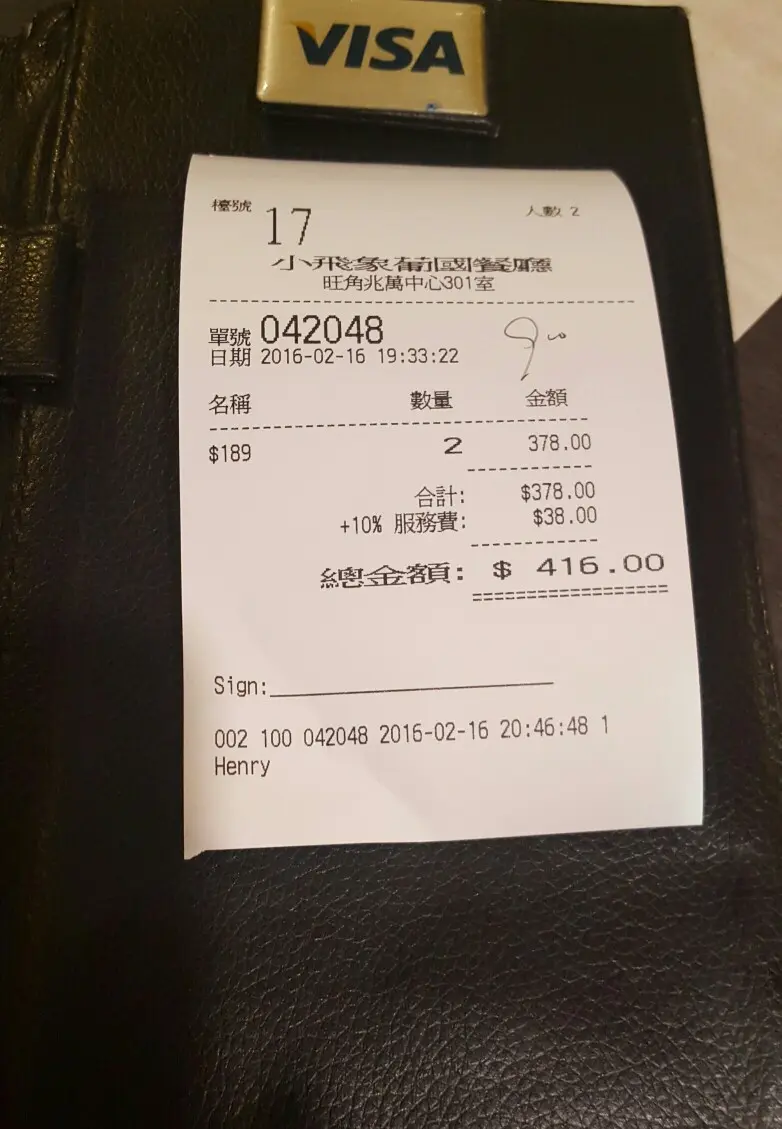 VISA
檯號 17 人數 2
小飛象葡國餐廳
旺角兆萬中心301室
單號 042048
日期 2016-02-16 19:33:22
名稱 數量 金額
$189 2 378.00
合計: $378.00
+10% 服務費: $38.00
總金額: $ 416.00
Sign:
002 100 042048 2016-02-16 20:46:48 1
Henry